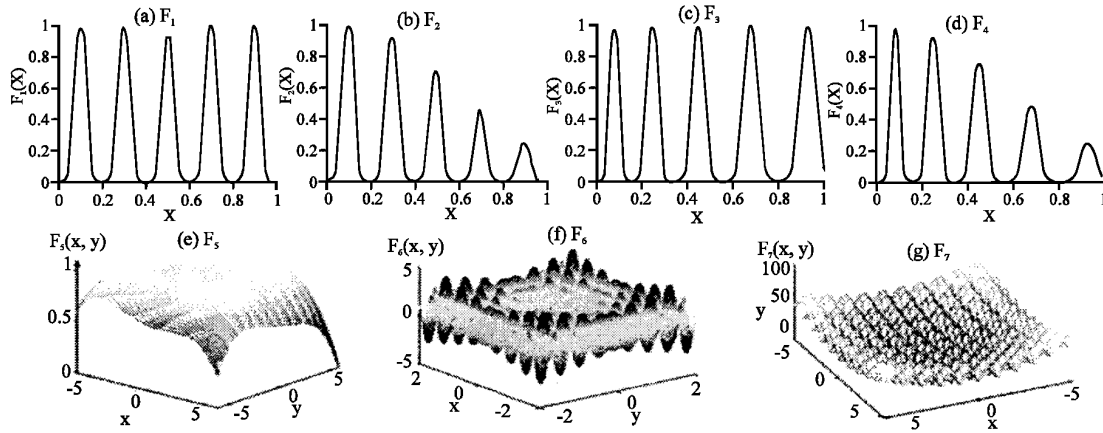 (a) F₁
F₁(X)
1
0.8
0.6
0.4
0.2
0
0 0.2 0.4 0.6 0.8 1
X
(b) F₂
F₂(X)
1
0.8
0.6
0.4
0.2
0
0 0.2 0.4 0.6 0.8 1
X
(c) F₃
F₃(X)
1
0.8
0.6
0.4
0.2
0
0 0.2 0.4 0.6 0.8 1
X
(d) F₄
F₄(X)
1
0.8
0.6
0.4
0.2
0
0 0.2 0.4 0.6 0.8 1
X
F₅(x, y) (e) F₅
1
0.5
0
-5 0 5
x
-5 0 5
y
F₆(x, y) (f) F₆
5
0
-5
2 0 -2
x
-2 0 2
y
F₇(x, y) (g) F₇
100
50
y 0
-5 0 5
5 0 -5
x